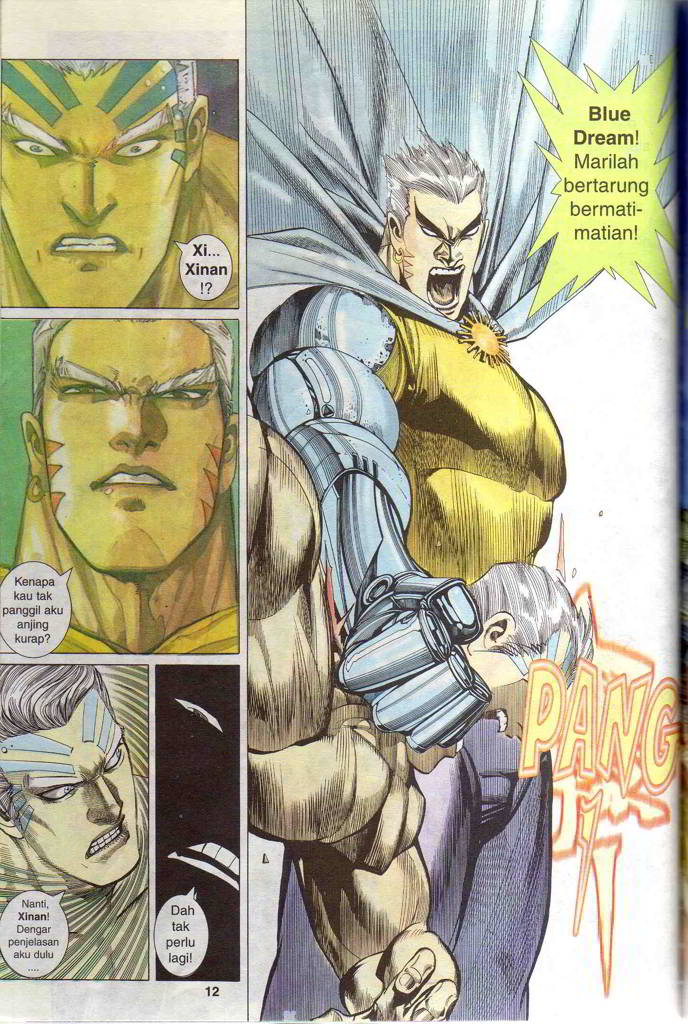 Xi...
Xinan
!?
Kenapa
kau tak
panggil aku
anjing
kurap?
Nanti,
Xinan!
Dengar
penjelasan
aku dulu
....
Dah
tak
perlu
lagi!
Blue
Dream!
Marilah
bertarung
bermati-
matian!
PANG
12